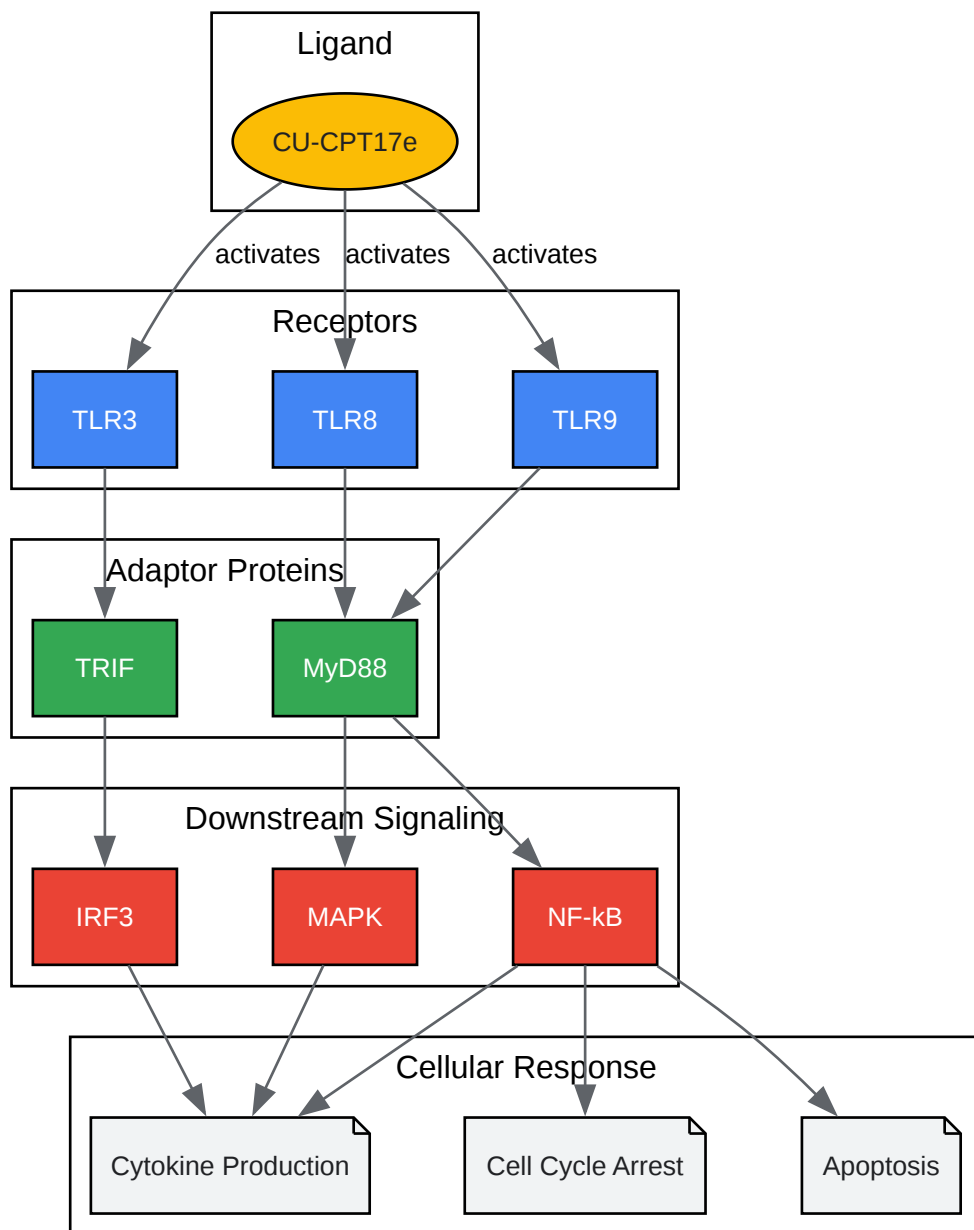 Ligand
CU-CPT17e
activates
activates
activates
Receptors
TLR3
TLR8
TLR9
Adaptor Proteins
TRIF
MyD88
Downstream Signaling
IRF3
MAPK
NF-kB
Cellular Response
Cytokine Production
Cell Cycle Arrest
Apoptosis